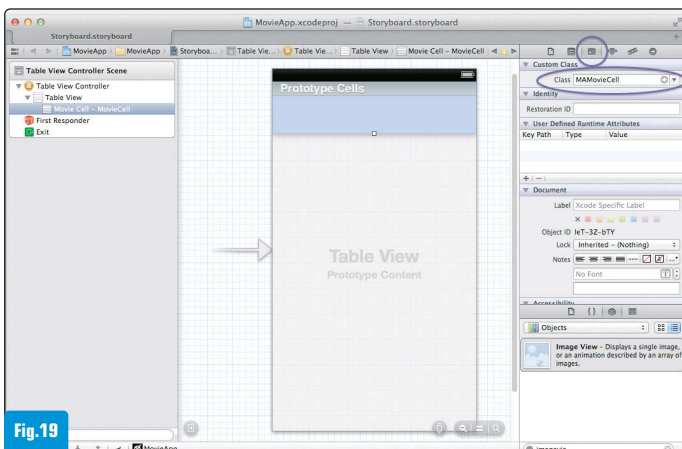 MovieApp.xcodeproj — Storyboard.storyboard
Storyboard.storyboard
MovieApp
MovieApp
Storyboa...
Table Vie...
Table Vie...
Table View
Movie Cell – MovieCell
Table View Controller Scene
Table View Controller
Table View
Movie Cell – MovieCell
First Responder
Exit
Prototype Cells
Table View
Prototype Content
Custom Class
Class MAMovieCell
Identity
Restoration ID
User Defined Runtime Attributes
Key Path Type Value
Document
Label Xcode Specific Label
Object ID leT-3Z-bTY
Lock Inherited – (Nothing)
Notes
No Font
Accessibility
Objects
Image View – Displays a single image, or an animation described by an array of images.
Fig.19
MovieApp